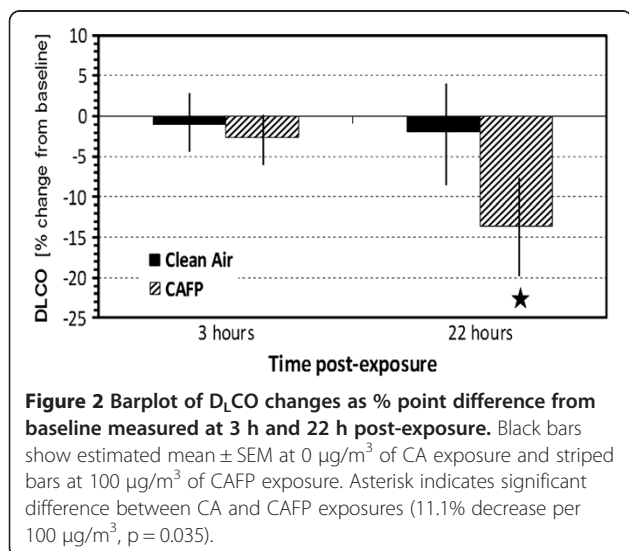 10
5
0
-5
-10
-15
-20
-25
DLCO [% change from baseline]
Clean Air
CAFP
3 hours 22 hours
Time post-exposure
Figure 2 Barplot of DLCO changes as % point difference from
baseline measured at 3 h and 22 h post-exposure. Black bars
show estimated mean ± SEM at 0 μg/m³ of CA exposure and striped
bars at 100 μg/m³ of CAFP exposure. Asterisk indicates significant
difference between CA and CAFP exposures (11.1% decrease per
100 μg/m³, p = 0.035).